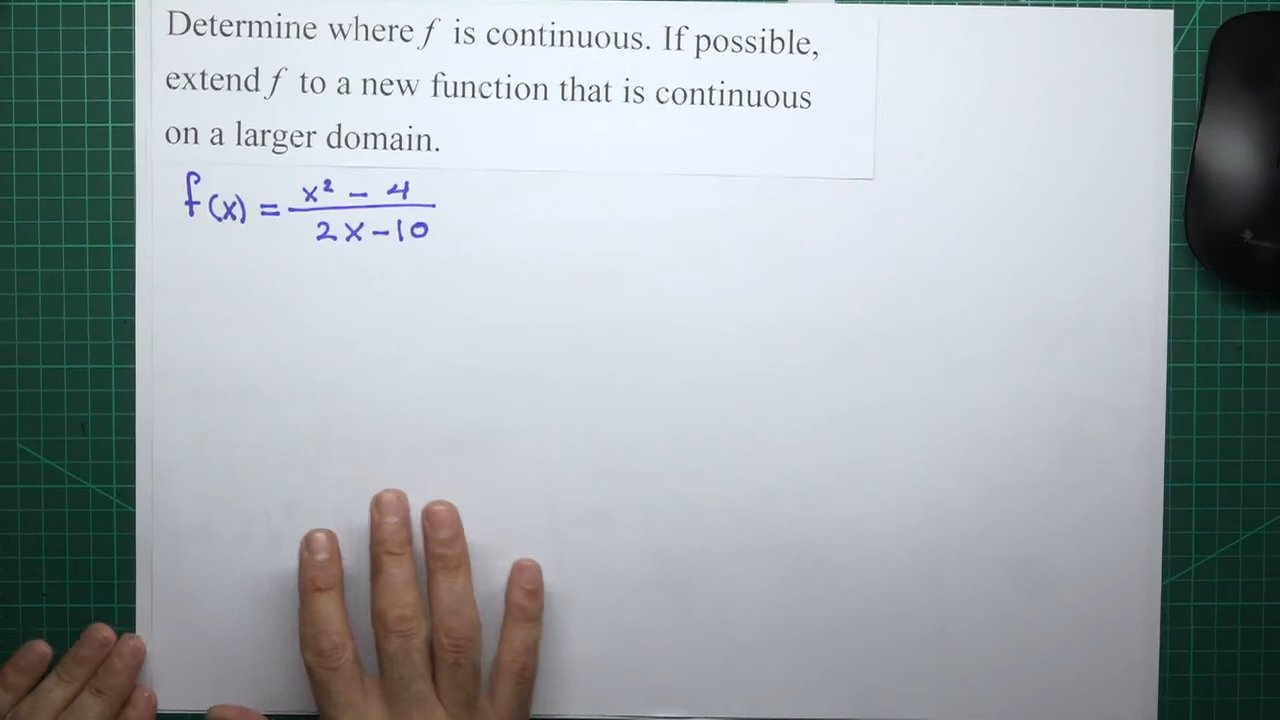 Determine where f is continuous. If possible,
extend f to a new function that is continuous
on a larger domain.
f(x) = \frac{x² - 4}{2x - 10}